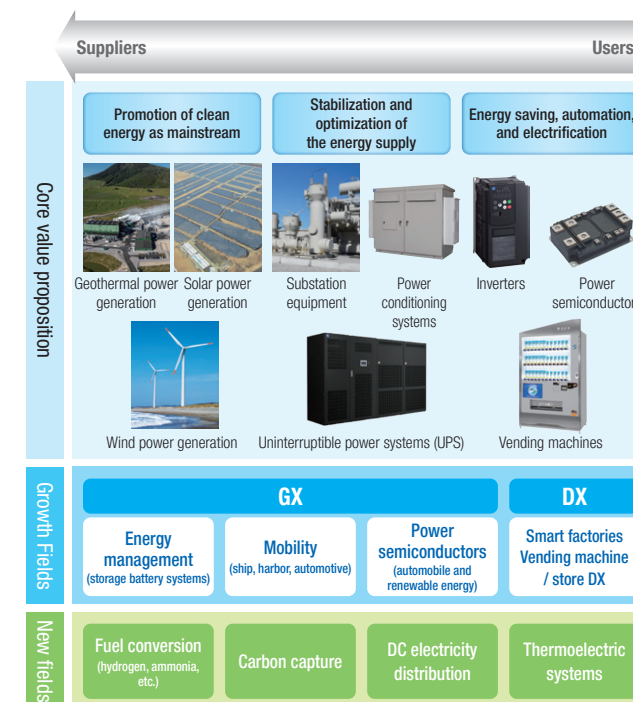 Suppliers
Users
Core value proposition
Promotion of clean
energy as mainstream
Stabilization and
optimization of
the energy supply
Energy saving, automation,
and electrification
Geothermal power
generation
Solar power
generation
Substation
equipment
Power
conditioning
systems
Inverters
Power
semiconductor
Wind power generation
Uninterruptible power systems (UPS)
Vending machines
Growth Fields
GX
DX
Energy
management
(storage battery systems)
Mobility
(ship, harbor, automotive)
Power
semiconductors
(automobile and
renewable energy)
Smart factories
Vending machine
/ store DX
New fields
Fuel conversion
(hydrogen, ammonia,
etc.)
Carbon capture
DC electricity
distribution
Thermoelectric
systems